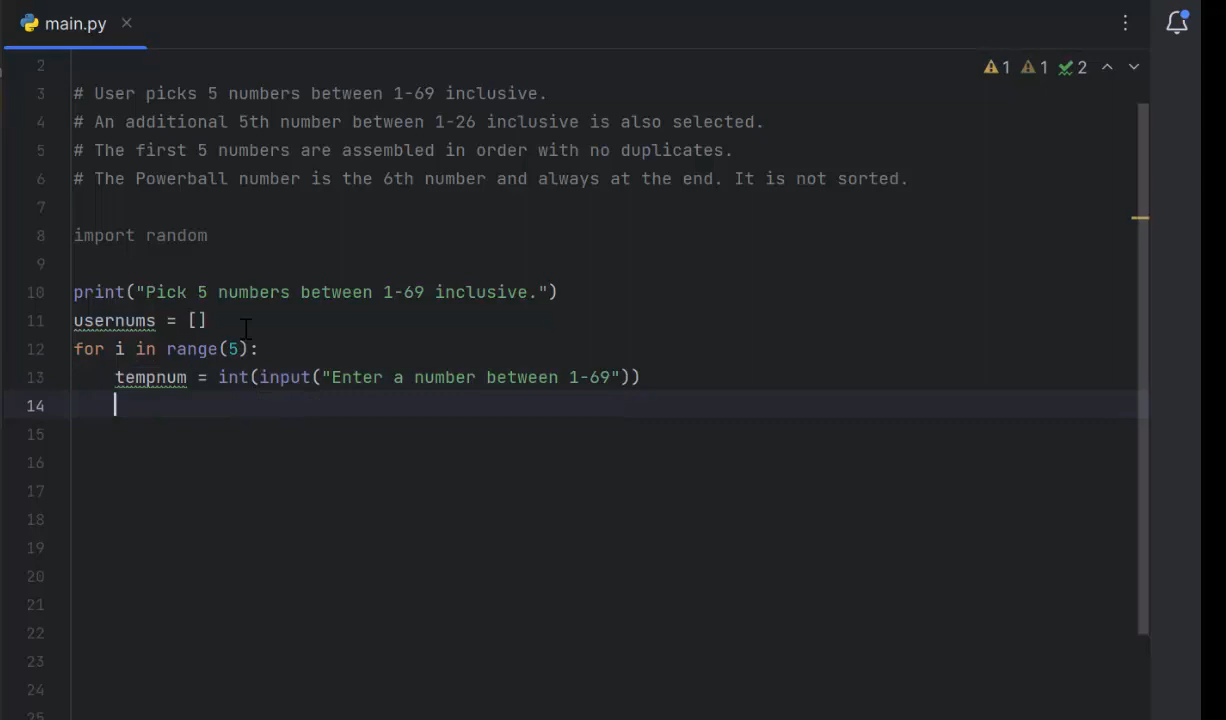 main.py
1 1 2
2
3 # User picks 5 numbers between 1-69 inclusive.
4 # An additional 5th number between 1-26 inclusive is also selected.
5 # The first 5 numbers are assembled in order with no duplicates.
6 # The Powerball number is the 6th number and always at the end. It is not sorted.
7
8 import random
9
10 print("Pick 5 numbers between 1-69 inclusive.")
11 usernums = []
12 for i in range(5):
13     tempnum = int(input("Enter a number between 1-69"))
14
15
16
17
18
19
20
21
22
23
24
25